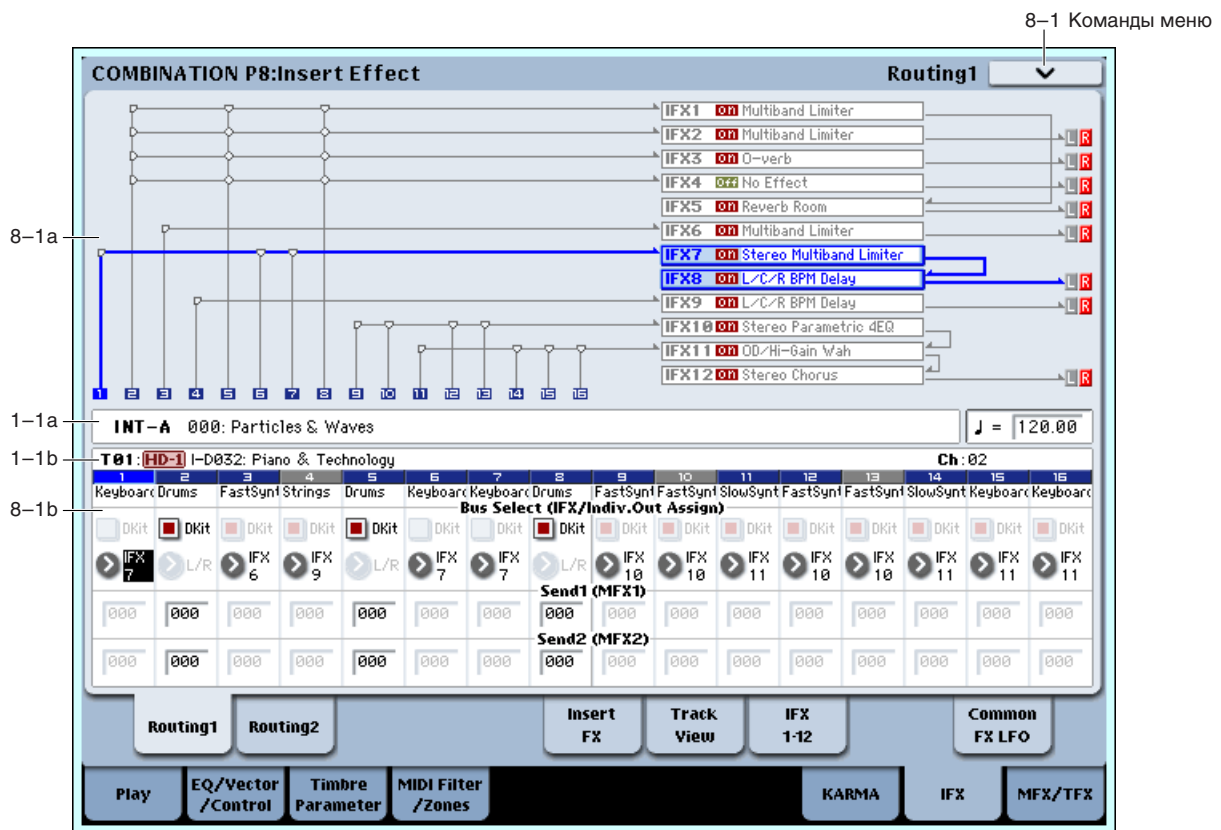 8–1 Команды меню
COMBINATION P8:Insert Effect Routing1
IFX1 On Multiband Limiter
IFX2 On Multiband Limiter L R
IFX3 On O-verb L R
IFX4 Off No Effect L R
8–1a
IFX5 On Reverb Room L R
IFX6 On Multiband Limiter L R
IFX7 On Stereo Multiband Limiter
IFX8 On L/C/R BPM Delay L R
IFX9 On L/C/R BPM Delay L R
IFX10 On Stereo Parametric 4EQ
IFX11 On OD/Hi-Gain Wah
IFX12 On Stereo Chorus L R
1 2 3 4 5 6 7 8 9 10 11 12 13 14 15 16
1–1a
INT-A 000: Particles & Waves ♩ = 120.00
1–1b
T01:HD-1 I-D032: Piano & Technology Ch:02
1 2 3 4 5 6 7 8 9 10 11 12 13 14 15 16
Keyboard Drums FastSynt Strings Drums Keyboard Keyboard Drums FastSynt FastSynt SlowSynt FastSynt FastSynt SlowSynt Keyboard Keyboard
8–1b
Bus Select (IFX/Indiv.Out Assign)
DKit DKit DKit DKit DKit DKit DKit DKit DKit DKit DKit DKit DKit DKit DKit DKit
IFX 7 L/R IFX 6 IFX 9 L/R IFX 7 IFX 7 L/R IFX 10 IFX 10 IFX 11 IFX 10 IFX 10 IFX 11 IFX 11 IFX 11
Send1 (MFX1)
000 000 000 000 000 000 000 000 000 000 000 000 000 000 000 000
Send2 (MFX2)
000 000 000 000 000 000 000 000 000 000 000 000 000 000 000 000
Routing1 Routing2 Insert FX Track View IFX 1-12 Common FX LFO
Play EQ/Vector /Control Timbre Parameter MIDI Filter /Zones KARMA IFX MFX/TFX